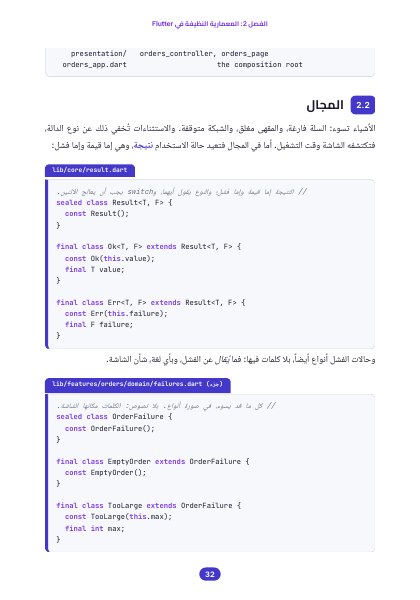 الفصل 2: المعمارية النظيفة في Flutter
presentation/   orders_controller, orders_page
orders_app.dart                     the composition root
2.2 المجال
الأشياء تسوء: السلة فارغة، والمقهى مغلق، والشبكة متوقفة. والاستثناءات تُخفي ذلك عن نوع الدالة،
فتكتشفه الشاشة وقت التشغيل. أما في المجال فتعيد حالة الاستخدام نتيجة، وهي إما قيمة وإما فشل:
lib/core/result.dart
// النتيجة إما قيمة وإما فشل؛ والنوع يقول أيهما، وswitch يجب أن يعالج الاثنين.
sealed class Result<T, F> {
  const Result();
}
final class Ok<T, F> extends Result<T, F> {
  const Ok(this.value);
  final T value;
}
final class Err<T, F> extends Result<T, F> {
  const Err(this.failure);
  final F failure;
}
وحالات الفشل أنواع أيضاً، بلا كلمات فيها: فما يُقال عن الفشل، وبأي لغة، شأن الشاشة.
lib/features/orders/domain/failures.dart (جزء)
// كل ما قد يسوء، في صورة أنواع. بلا نصوص: الكلمات مكانها الشاشة.
sealed class OrderFailure {
  const OrderFailure();
}
final class EmptyOrder extends OrderFailure {
  const EmptyOrder();
}
final class TooLarge extends OrderFailure {
  const TooLarge(this.max);
  final int max;
32